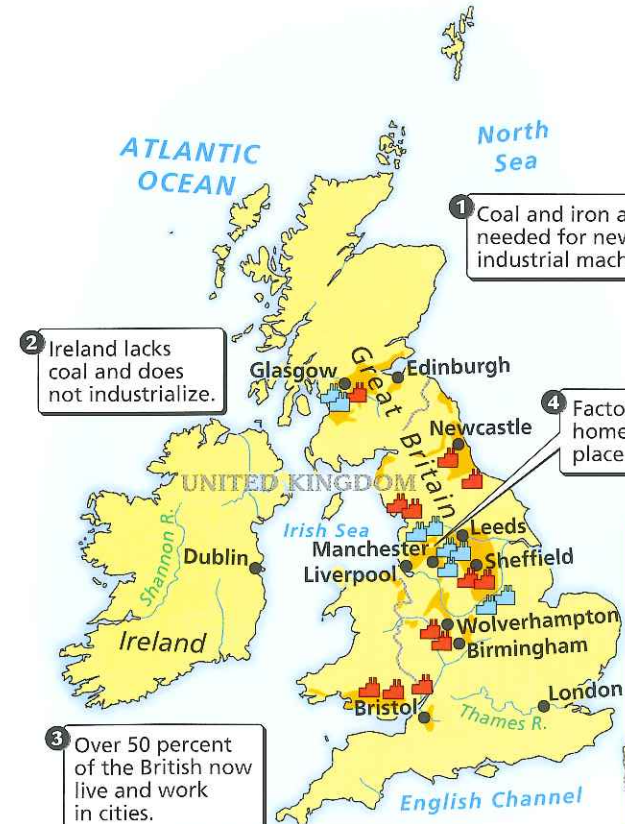 ATLANTIC
OCEAN
North
Sea
1
Coal and iron a
needed for nev
industrial mach
2
Ireland lacks
coal and does
not industrialize.
Glasgow
Edinburgh
Great Britain
4
Facto
home
place
Newcastle
UNITED KINGDOM
Irish Sea
Leeds
Manchester
Liverpool
Sheffield
Shannon R.
Dublin
Ireland
Wolverhampton
Birmingham
London
Bristol
Thames R.
3
Over 50 percent
of the British now
live and work
in cities.
English Channel